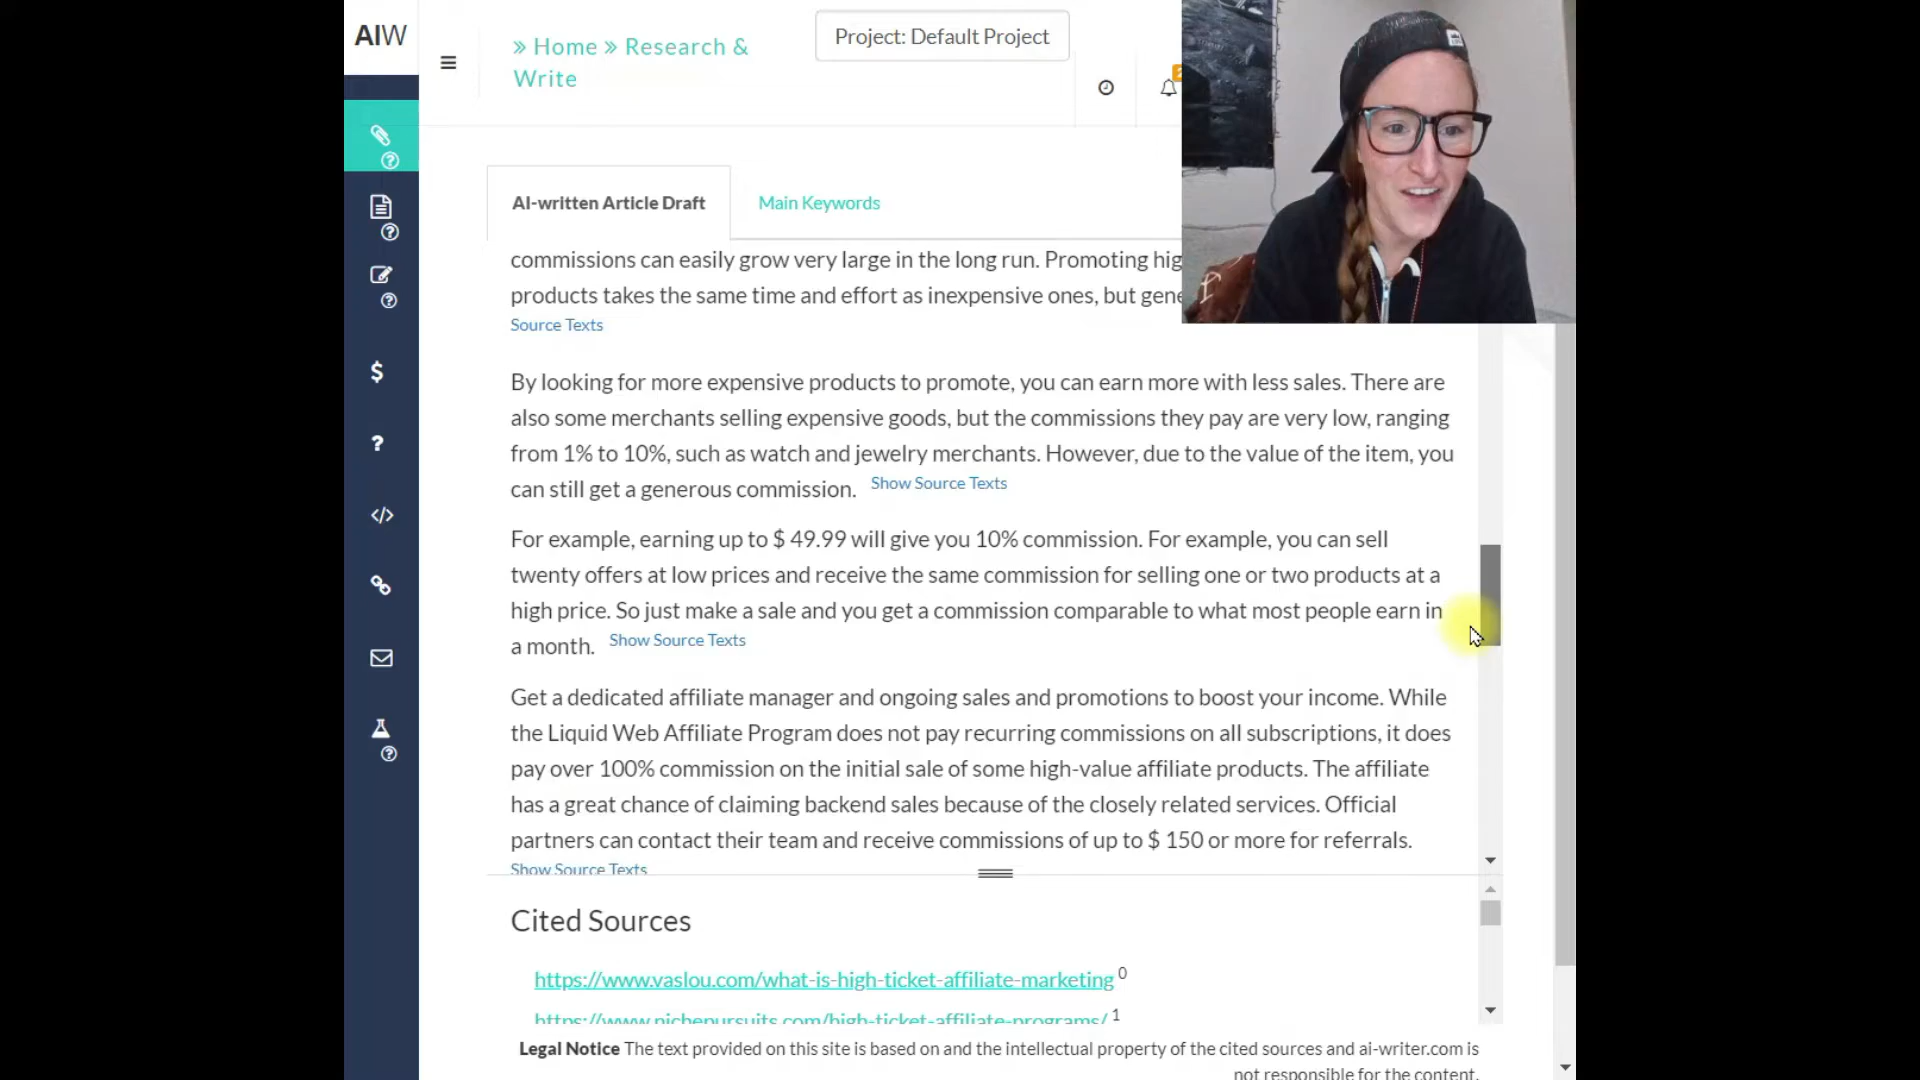 AIW
» Home » Research &
Write
Project: Default Project
AI-written Article Draft
Main Keywords
commissions can easily grow very large in the long run. Promoting
products takes the same time and effort as inexpensive ones, but
Source Texts
By looking for more expensive products to promote, you can earn more with less sales. There are
also some merchants selling expensive goods, but the commissions they pay are very low, ranging
from 1% to 10%, such as watch and jewelry merchants. However, due to the value of the item, you
can still get a generous commission. Show Source Texts
For example, earning up to $ 49.99 will give you 10% commission. For example, you can sell
twenty offers at low prices and receive the same commission for selling one or two products at a
high price. So just make a sale and you get a commission comparable to what most people earn in
a month. Show Source Texts
Get a dedicated affiliate manager and ongoing sales and promotions to boost your income. While
the Liquid Web Affiliate Program does not pay recurring commissions on all subscriptions, it does
pay over 100% commission on the initial sale of some high-value affiliate products. The affiliate
has a great chance of claiming backend sales because of the closely related services. Official
partners can contact their team and receive commissions of up to $ 150 or more for referrals.
Show Source Texts
Cited Sources
https://www.vaslou.com/what-is-high-ticket-affiliate-marketing 0
https://www.nichepursuits.com/high-ticket-affiliate-programs/ 1
Legal Notice The text provided on this site is based on and the intellectual property of the cited sources and ai-writer.com is
not responsible for the content.